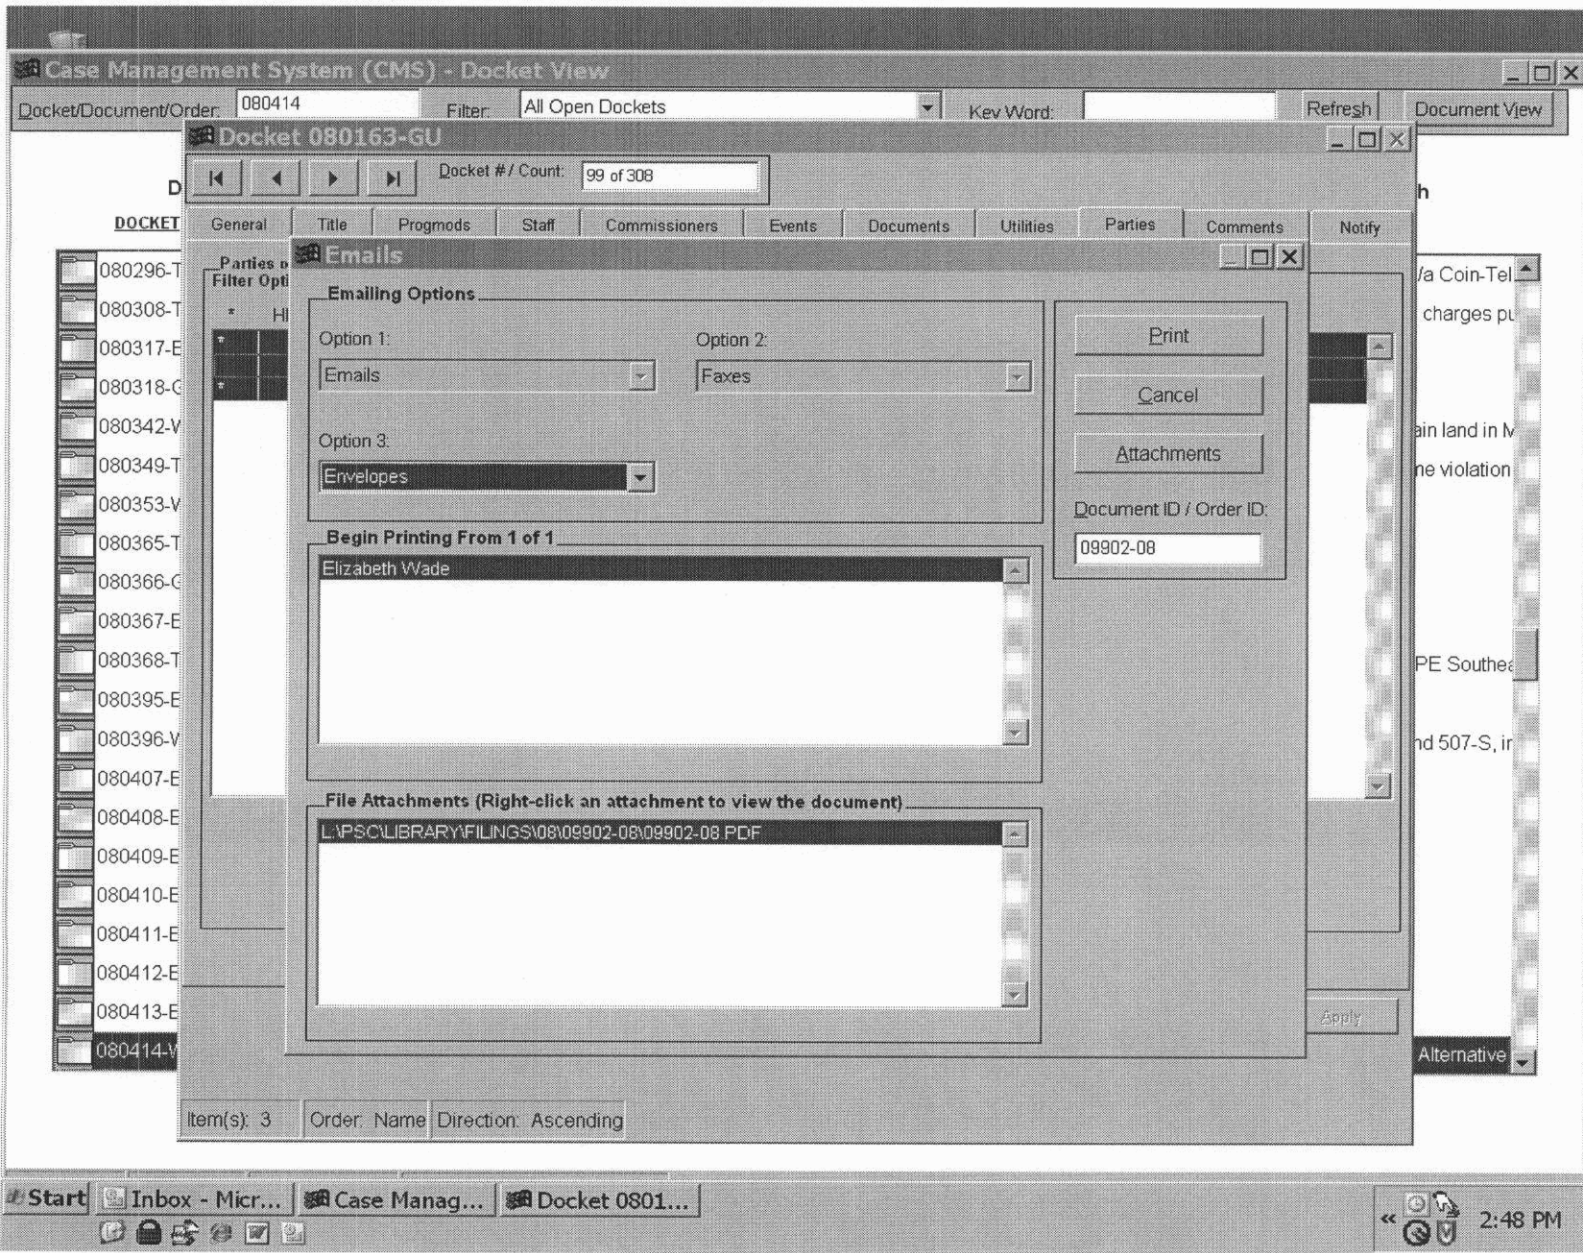 Case Management System (CMS) - Docket View
Docket/Document/Order: 080414 Filter: All Open Dockets Key Word: Refresh Document View
Docket 080163-GU
Docket # / Count: 99 of 308
D h
DOCKET General Title Progmods Staff Commissioners Events Documents Utilities Parties Comments Notify
Emails
Parties
Filter Opti
* HI
Emailing Options
Option 1: Option 2:
Emails Faxes
Option 3:
Envelopes
Print
Cancel
Attachments
Document ID / Order ID:
09902-08
Begin Printing From 1 of 1
Elizabeth Wade
File Attachments (Right-click an attachment to view the document)
L:\PSC\LIBRARY\FILINGS\08\09902-08\09902-08.PDF
080296-T /a Coin-Tel
080308-T charges pu
080317-E
080318-G
080342-W ain land in M
080349-T ne violation
080353-W
080365-T
080366-G
080367-E
080368-T PE Southea
080395-E
080396-W nd 507-S, in
080407-E
080408-E
080409-E
080410-E
080411-E
080412-E
080413-E
Apply
080414-W Alternative
Item(s): 3 Order: Name Direction: Ascending
Start Inbox - Micr... Case Manag... Docket 0801...
« 2:48 PM